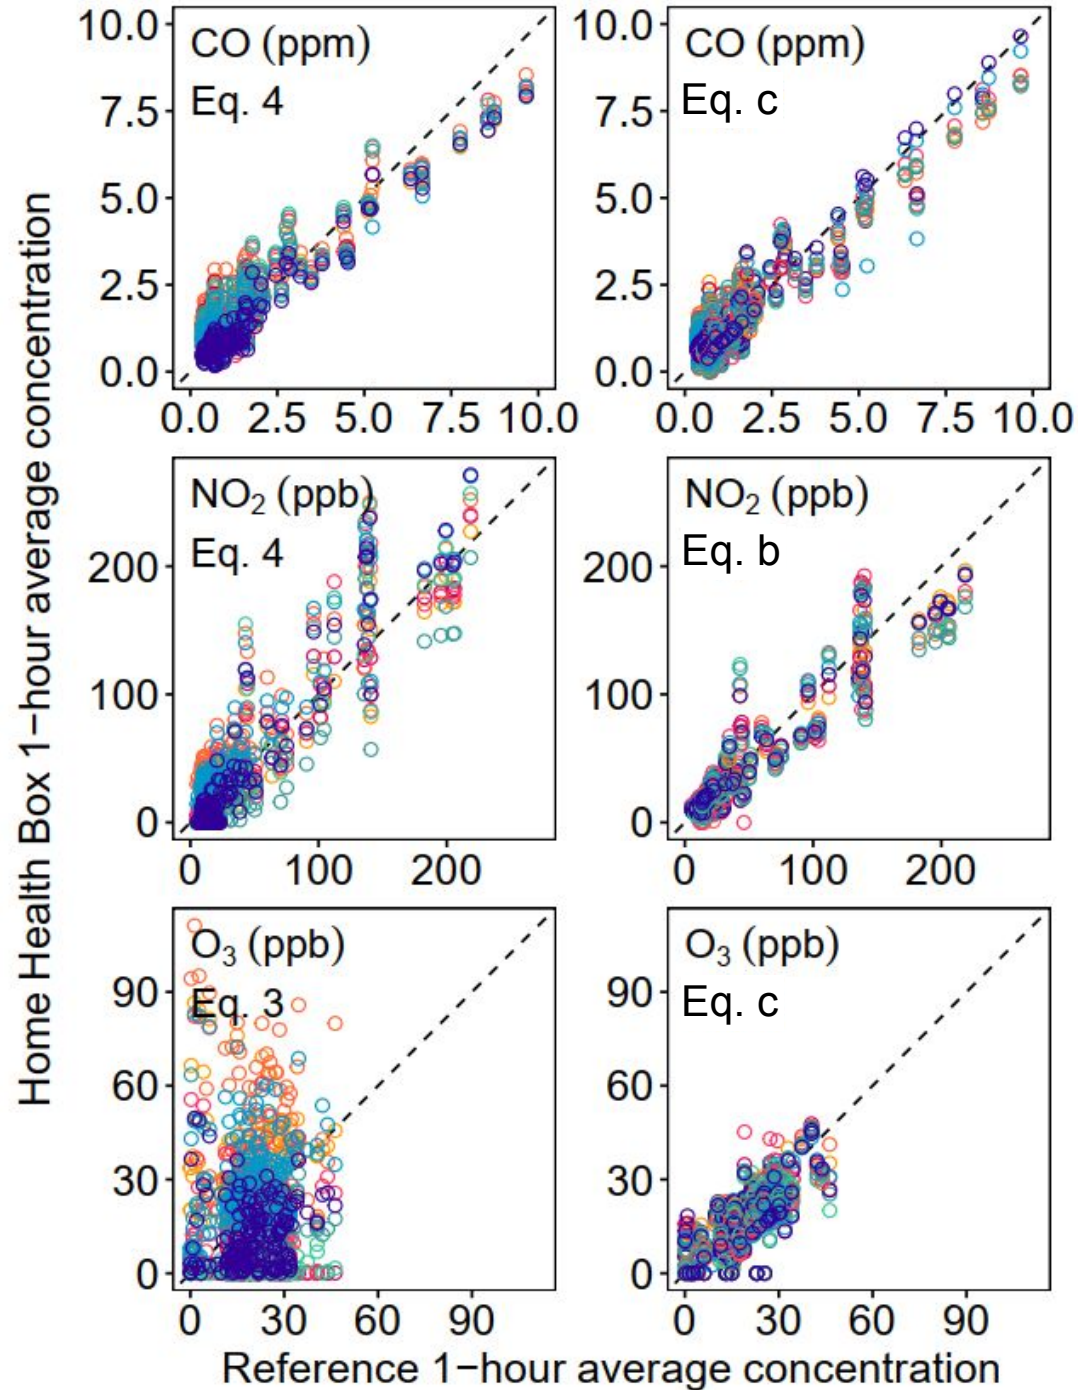 Home Health Box 1−hour average concentration
CO (ppm)
Eq. 4
10.0
7.5
5.0
2.5
0.0
0.0 2.5 5.0 7.5 10.0
CO (ppm)
Eq. c
10.0
7.5
5.0
2.5
0.0
0.0 2.5 5.0 7.5 10.0
NO₂ (ppb)
Eq. 4
200
100
0
0 100 200
NO₂ (ppb)
Eq. b
200
100
0
0 100 200
O₃ (ppb)
Eq. 3
90
60
30
0
0 30 60 90
O₃ (ppb)
Eq. c
90
60
30
0
0 30 60 90
Reference 1−hour average concentration